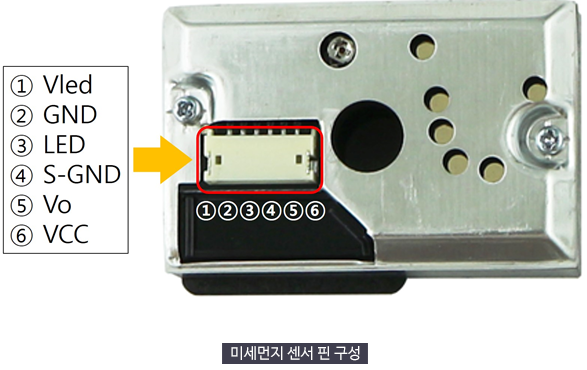 ① Vled
② GND
③ LED
④ S-GND
⑤ Vo
⑥ VCC
①②③④⑤⑥
미세먼지 센서 핀 구성